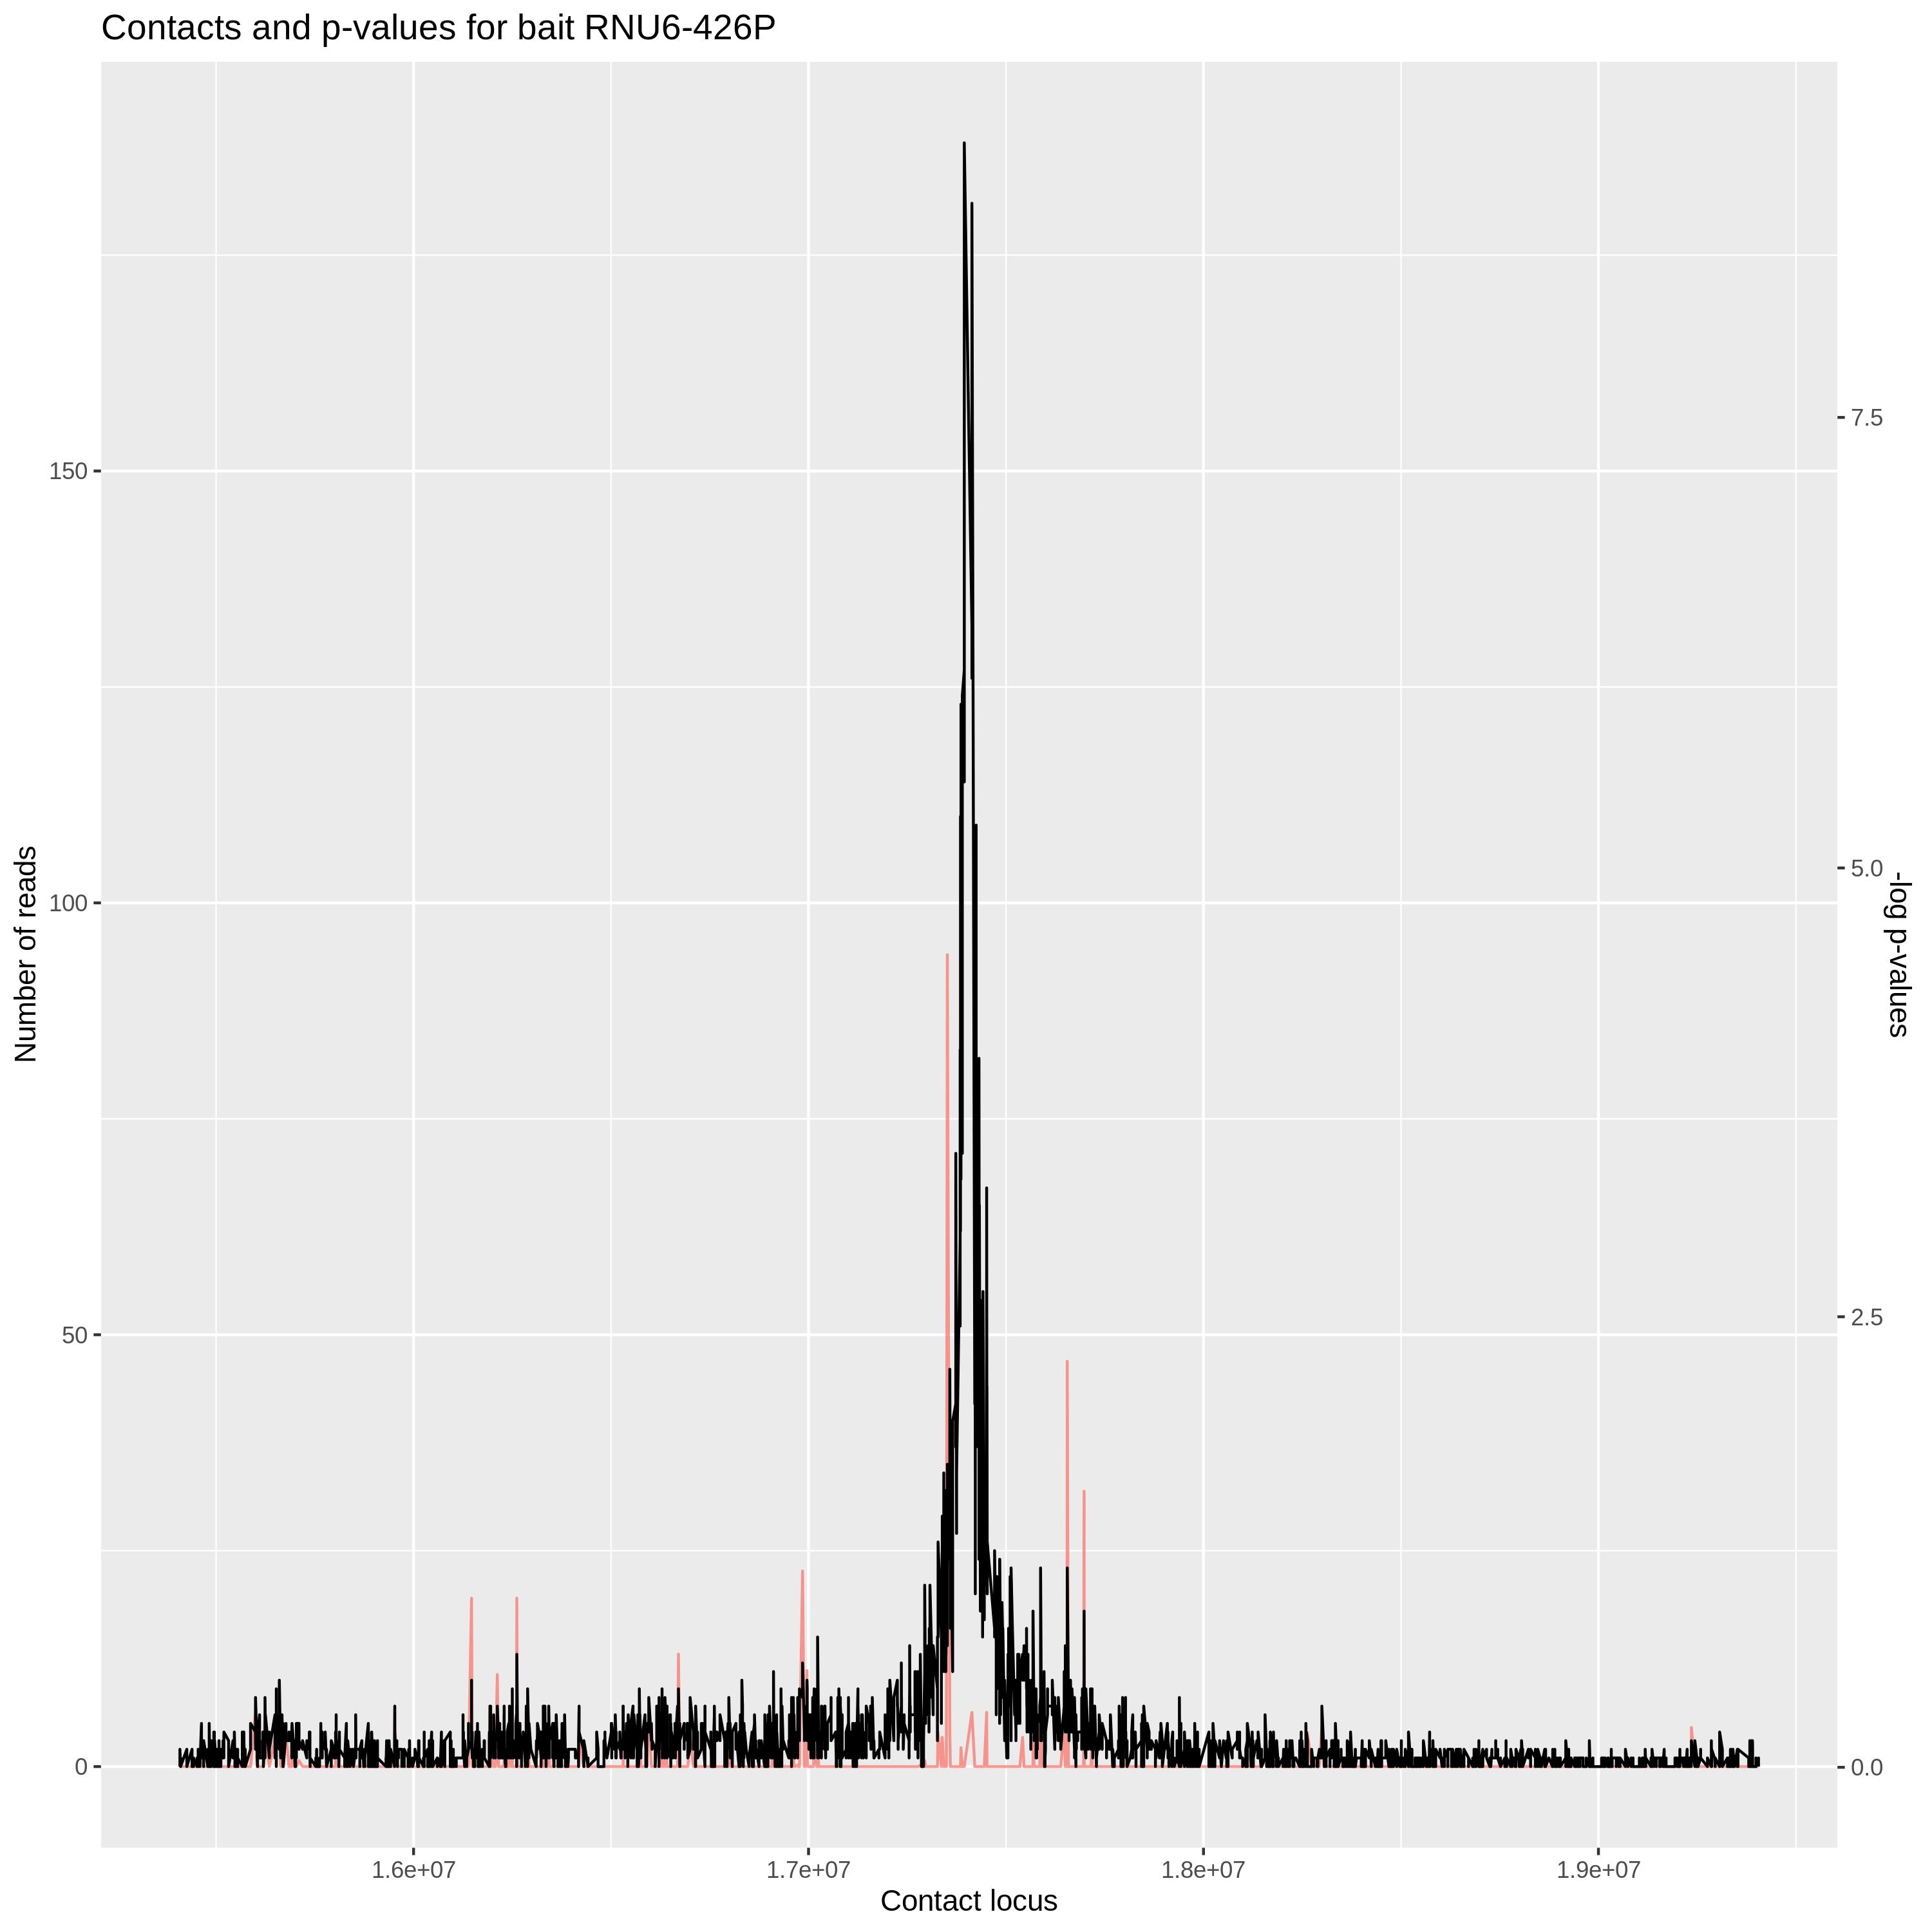 Contacts and p-values for bait RNU6-426P
Number of reads
150
100
50
0
7.5
5.0
2.5
0.0
-log p-values
1.6e+07
1.7e+07
1.8e+07
1.9e+07
Contact locus